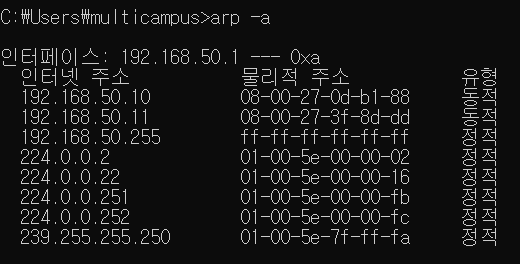 C:₩Users₩multicampus>arp -a
인터페이스: 192.168.50.1 --- 0xa
인터넷 주소 물리적 주소 유형
192.168.50.10 08-00-27-0d-b1-88 동적
192.168.50.11 08-00-27-3f-8d-dd 동적
192.168.50.255 ff-ff-ff-ff-ff-ff 정적
224.0.0.2 01-00-5e-00-00-02 정적
224.0.0.22 01-00-5e-00-00-16 정적
224.0.0.251 01-00-5e-00-00-fb 정적
224.0.0.252 01-00-5e-00-00-fc 정적
239.255.255.250 01-00-5e-7f-ff-fa 정적